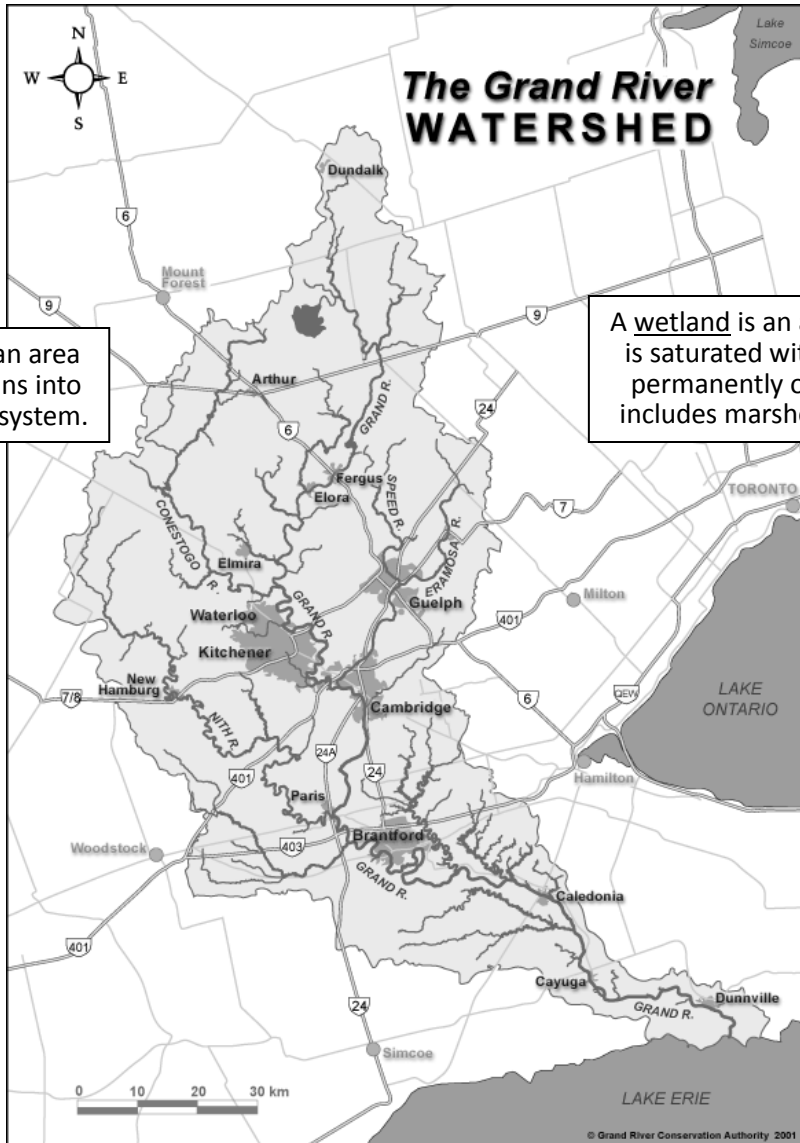 N
W E
S
Lake
Simcoe
The Grand River
WATERSHED
Dundalk
6
Mount
Forest
9
9
an area
ns into
system.
A wetland is an a
is saturated wit
permanently o
includes marshe
Arthur
24
6
GRAND R.
Fergus
Elora
SPEED R.
7
TORONTO
CONESTOGO R.
ERAMOSA R.
Elmira
GRAND R.
Guelph
Milton
Waterloo
401
Kitchener
New
Hamburg
7/8
6
QEW
LAKE
ONTARIO
Cambridge
NITH R.
24A
24
401
Hamilton
Paris
Brantford
403
Woodstock
GRAND R.
Caledonia
401
Cayuga
24
GRAND R.
Dunnville
Simcoe
0 10 20 30 km
LAKE ERIE
© Grand River Conservation Authority 2001